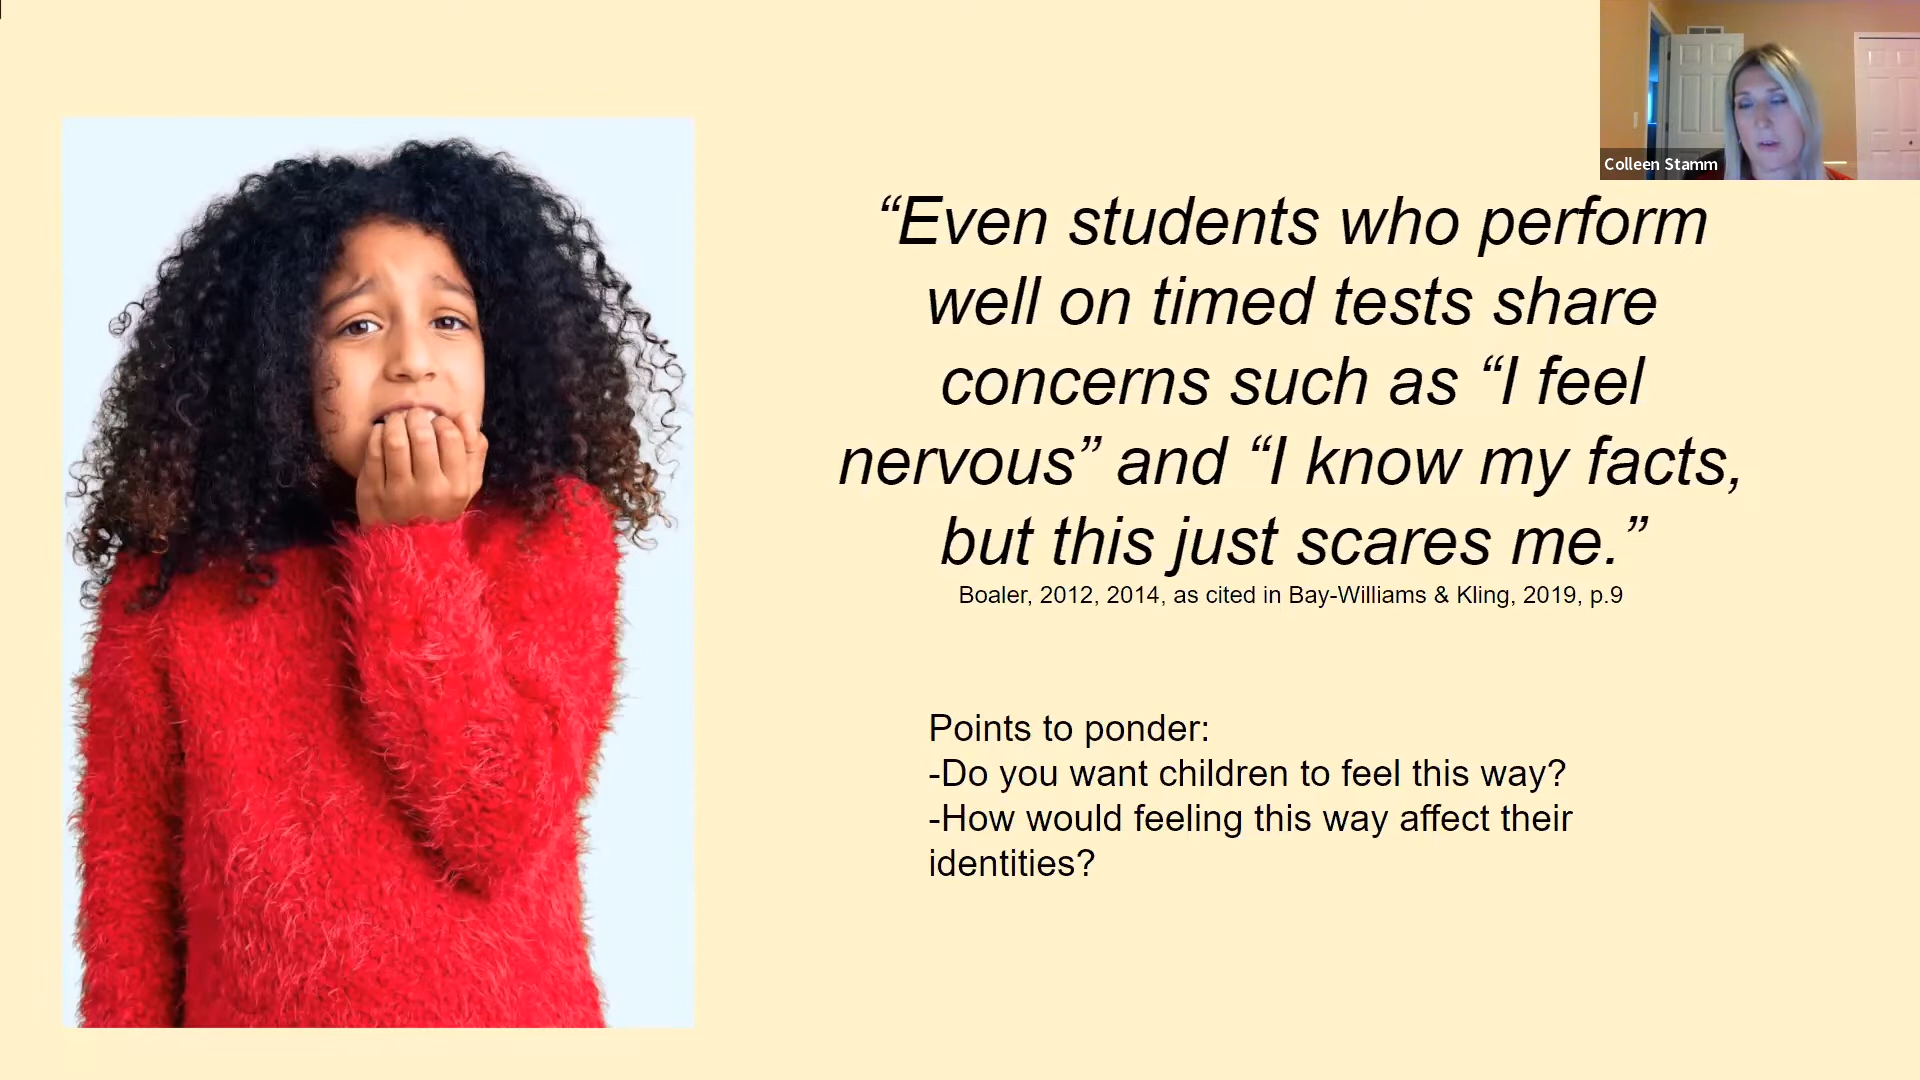 Colleen Stamm
“Even students who perform
well on timed tests share
concerns such as “I feel
nervous” and “I know my facts,
but this just scares me.”
Boaler, 2012, 2014, as cited in Bay-Williams & Kling, 2019, p.9
Points to ponder:
-Do you want children to feel this way?
-How would feeling this way affect their
identities?